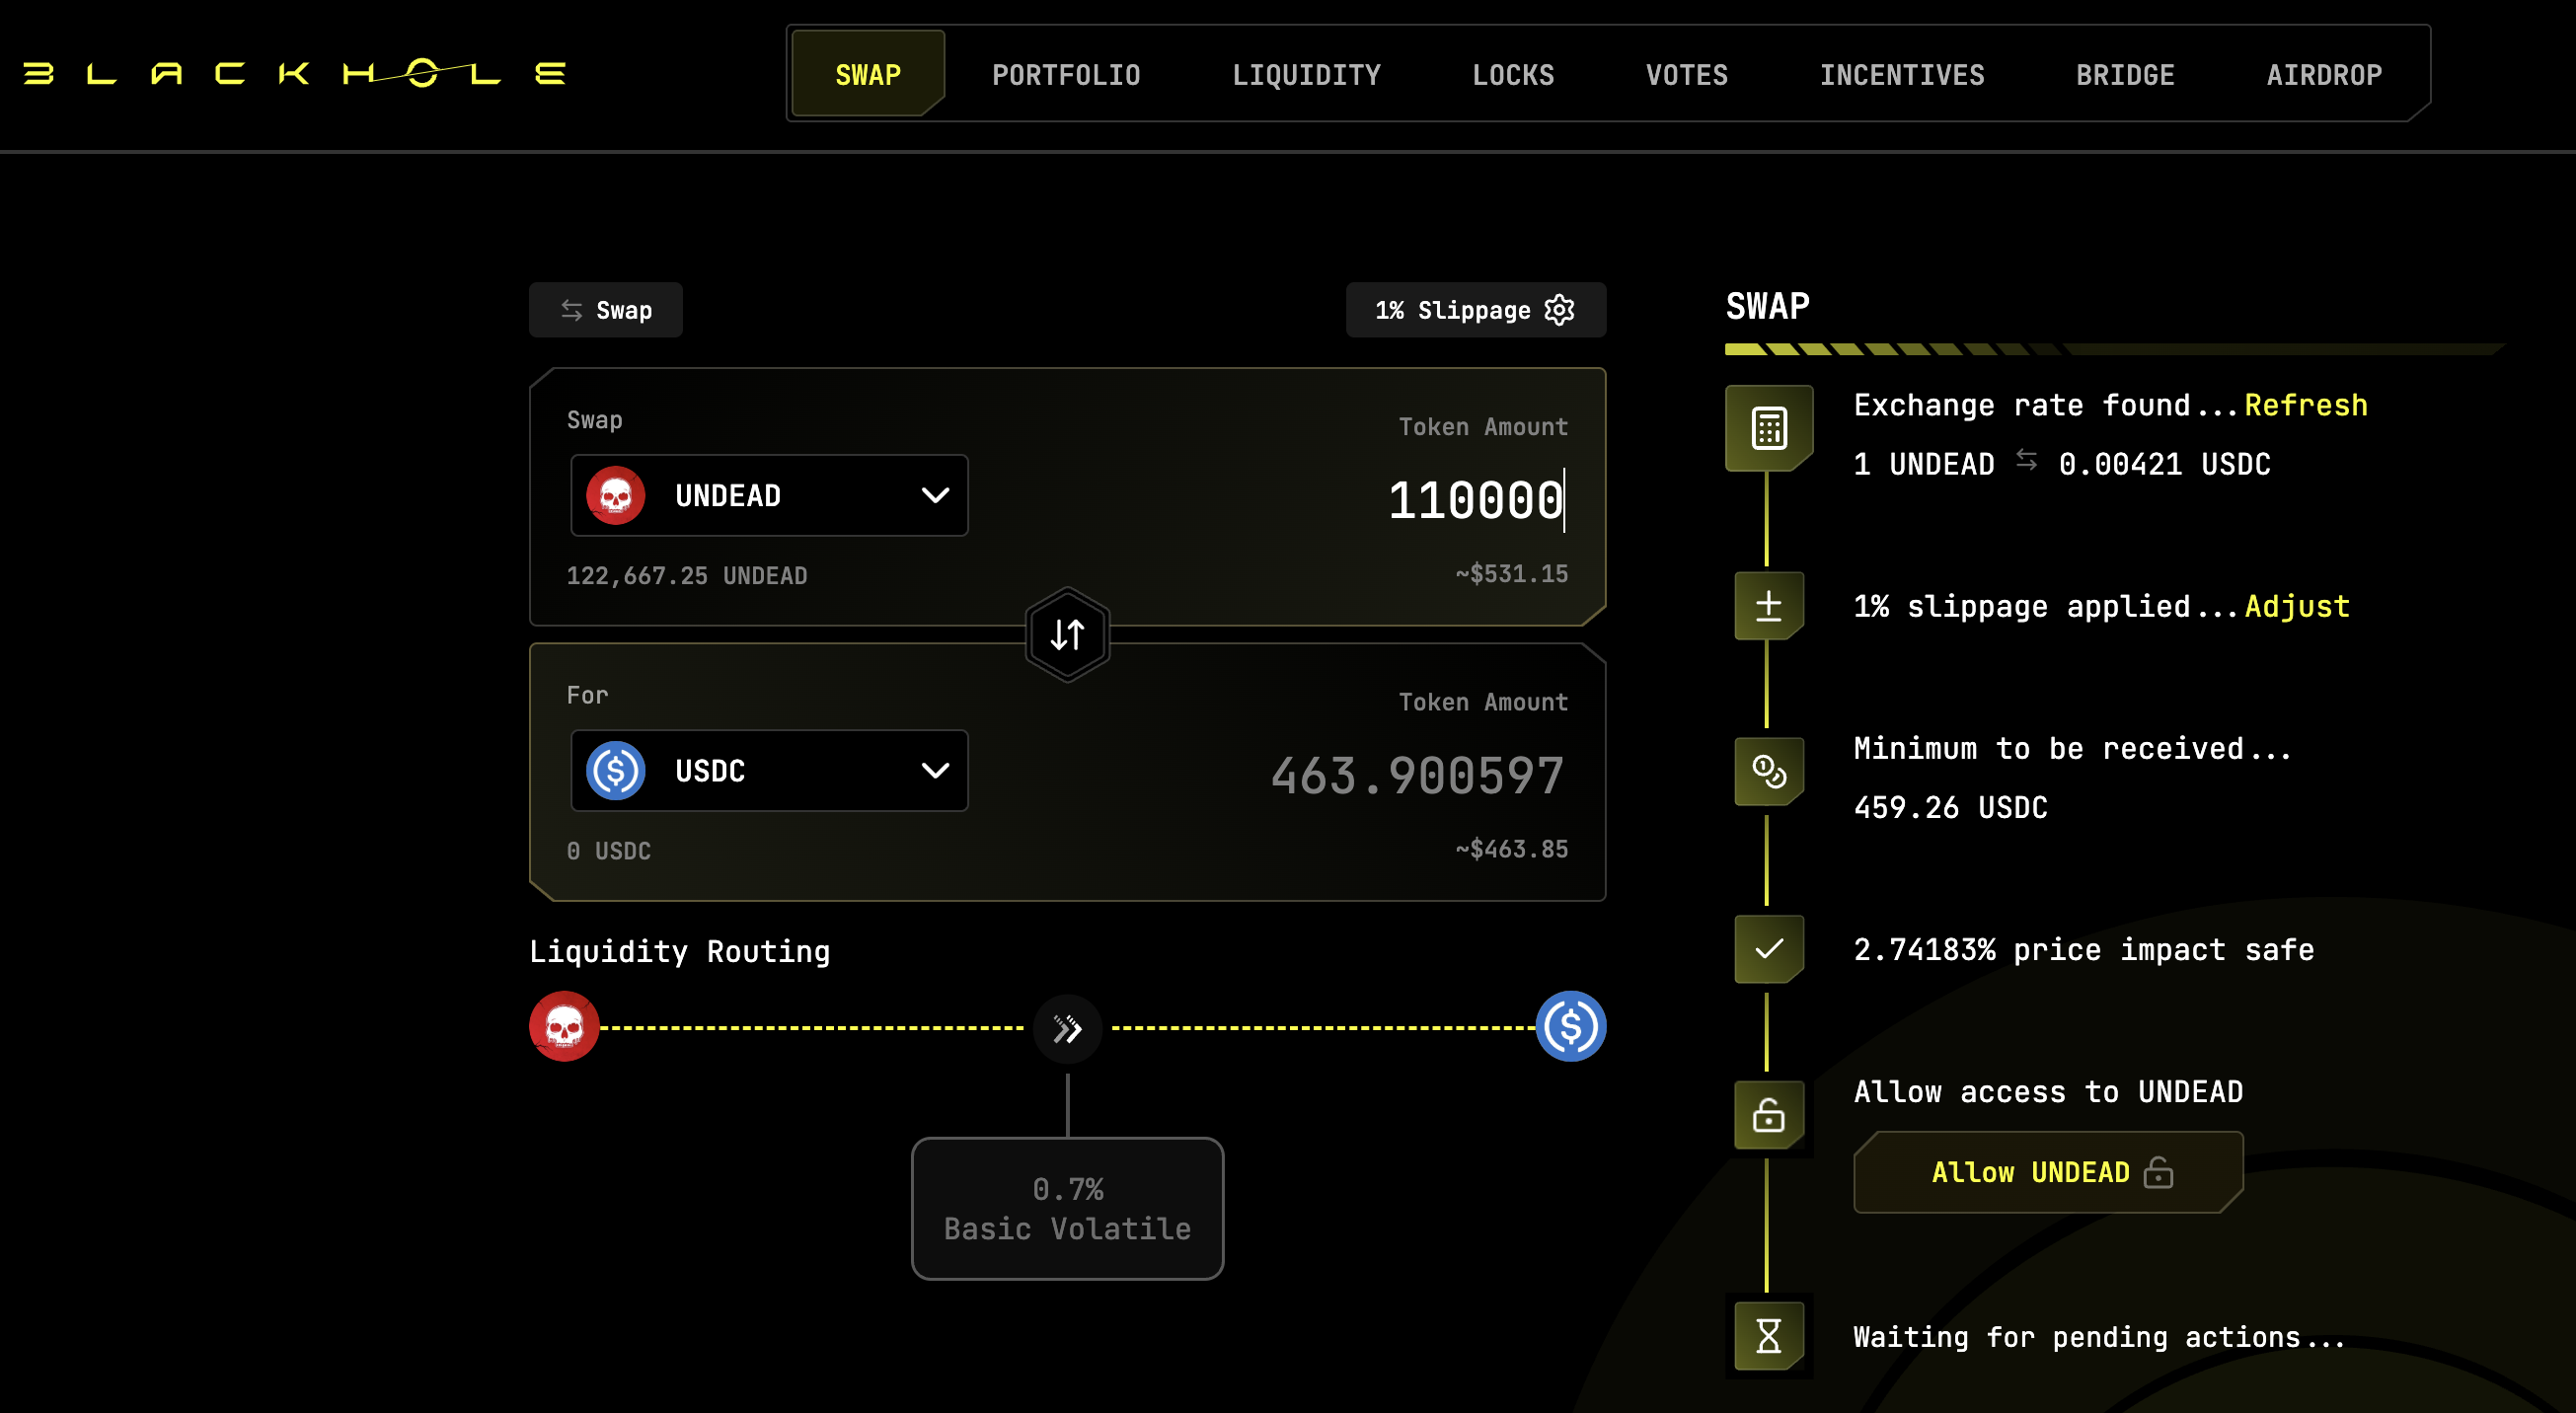 BLACKHOLE
SWAP
PORTFOLIO
LIQUIDITY
LOCKS
VOTES
INCENTIVES
BRIDGE
AIRDROP
Swap
1% Slippage
Swap
Token Amount
UNDEAD
110000
122,667.25 UNDEAD
~$531.15
For
Token Amount
USDC
463.900597
0 USDC
~$463.85
Liquidity Routing
0.7%
Basic Volatile
SWAP
Exchange rate found...Refresh
1 UNDEAD ⇆ 0.00421 USDC
1% slippage applied...Adjust
Minimum to be received...
459.26 USDC
2.74183% price impact safe
Allow access to UNDEAD
Allow UNDEAD
Waiting for pending actions...